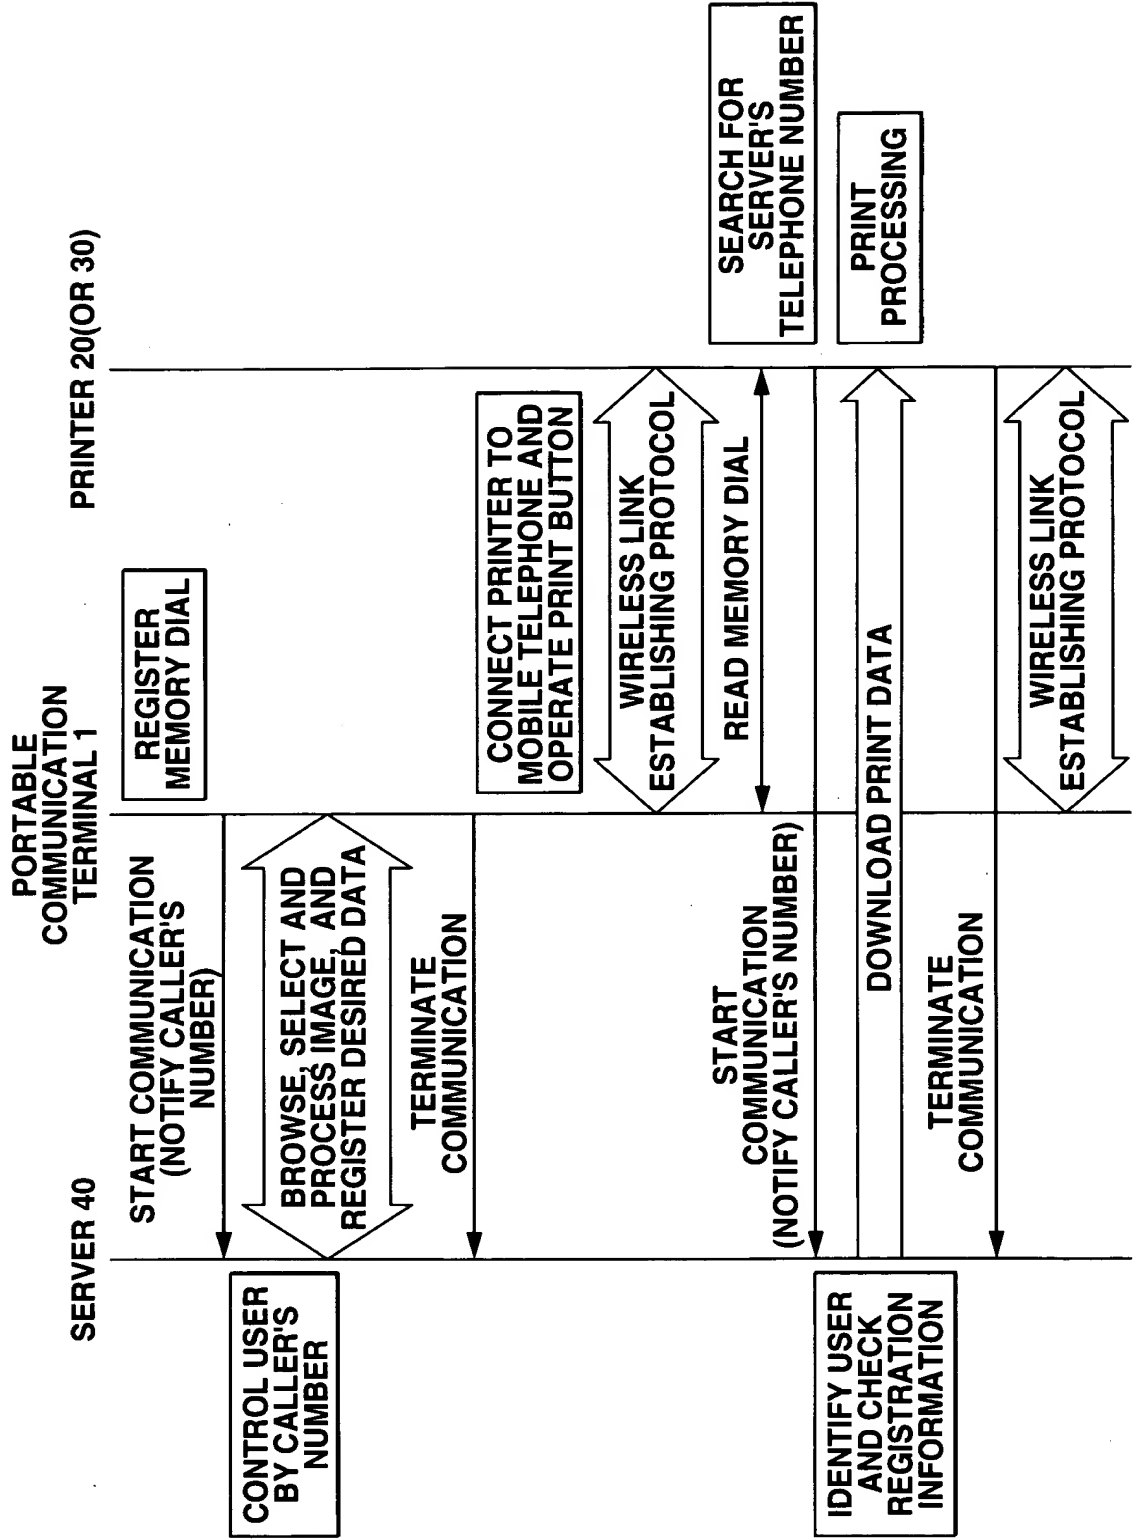 SERVER 40
PORTABLE
COMMUNICATION
TERMINAL 1
PRINTER 20(OR 30)
START COMMUNICATION
(NOTIFY CALLER'S
NUMBER)
REGISTER
MEMORY DIAL
CONTROL USER
BY CALLER'S
NUMBER
BROWSE, SELECT AND
PROCESS IMAGE, AND
REGISTER DESIRED DATA
TERMINATE
COMMUNICATION
CONNECT PRINTER TO
MOBILE TELEPHONE AND
OPERATE PRINT BUTTON
WIRELESS LINK
ESTABLISHING PROTOCOL
READ MEMORY DIAL
SEARCH FOR
SERVER'S
TELEPHONE NUMBER
START
COMMUNICATION
(NOTIFY CALLER'S NUMBER)
IDENTIFY USER
AND CHECK
REGISTRATION
INFORMATION
DOWNLOAD PRINT DATA
PRINT
PROCESSING
TERMINATE
COMMUNICATION
WIRELESS LINK
ESTABLISHING PROTOCOL